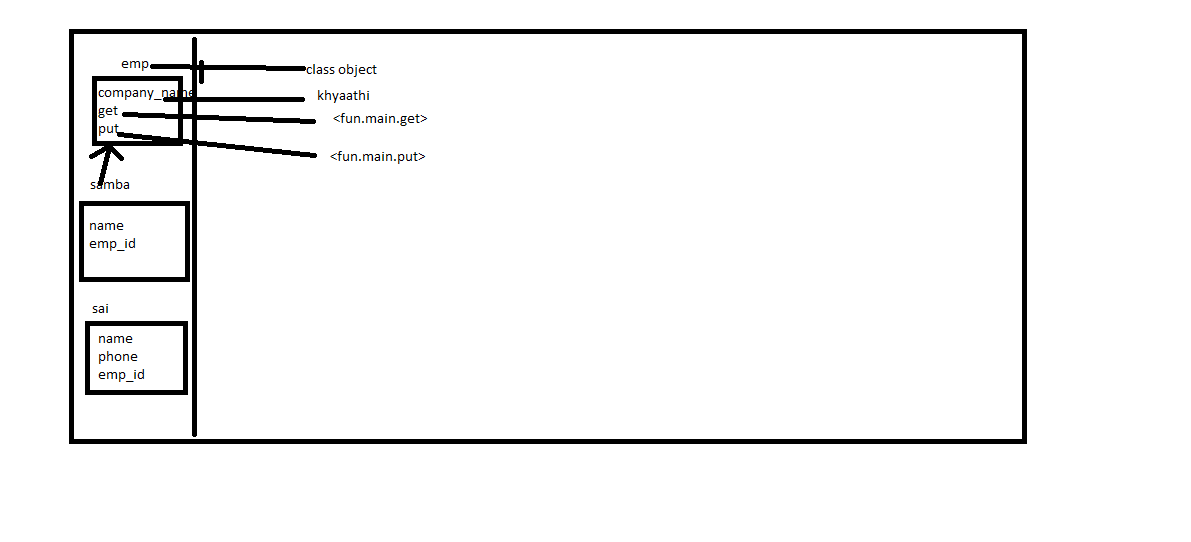 emp class object
company_name khyaathi
get <fun.main.get>
put <fun.main.put>
samba
name
emp_id
sai
name
phone
emp_id